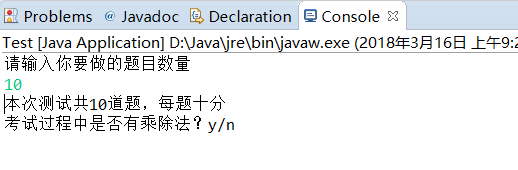 Problems @ Javadoc Declaration Console
Test [Java Application] D:\Java\jre\bin\javaw.exe (2018年3月16日 上午9:2
请输入你要做的题目数量
10
本次测试共10道题，每题十分
考试过程中是否有乘除法？y/n